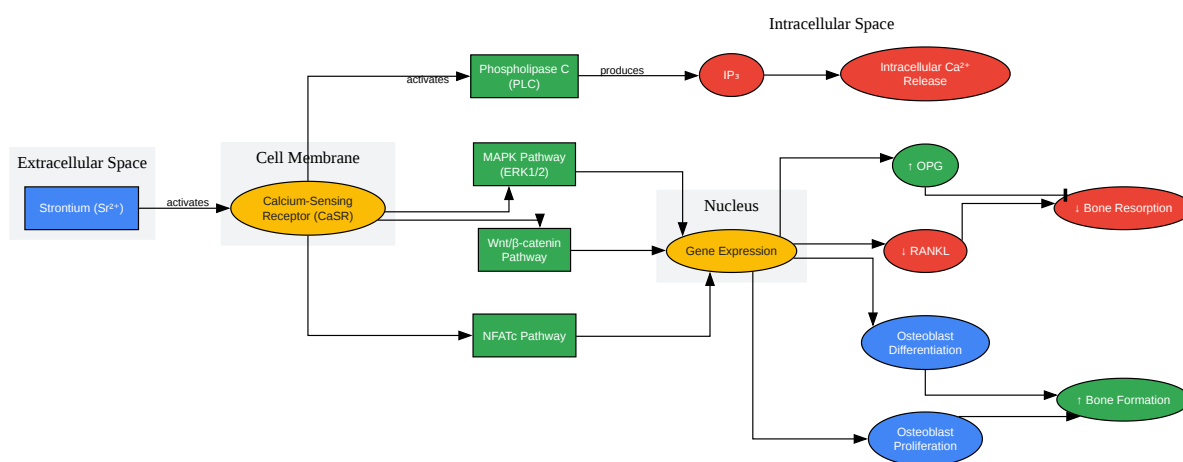 Intracellular Space
Phospholipase C
(PLC)
produces
IP₃
Intracellular Ca²⁺
Release
activates
Extracellular Space
Strontium (Sr²⁺)
activates
Cell Membrane
Calcium-Sensing
Receptor (CaSR)
MAPK Pathway
(ERK1/2)
Wnt/β-catenin
Pathway
NFATc Pathway
Nucleus
Gene Expression
↑ OPG
↓ RANKL
↓ Bone Resorption
Osteoblast
Differentiation
Osteoblast
Proliferation
↑ Bone Formation